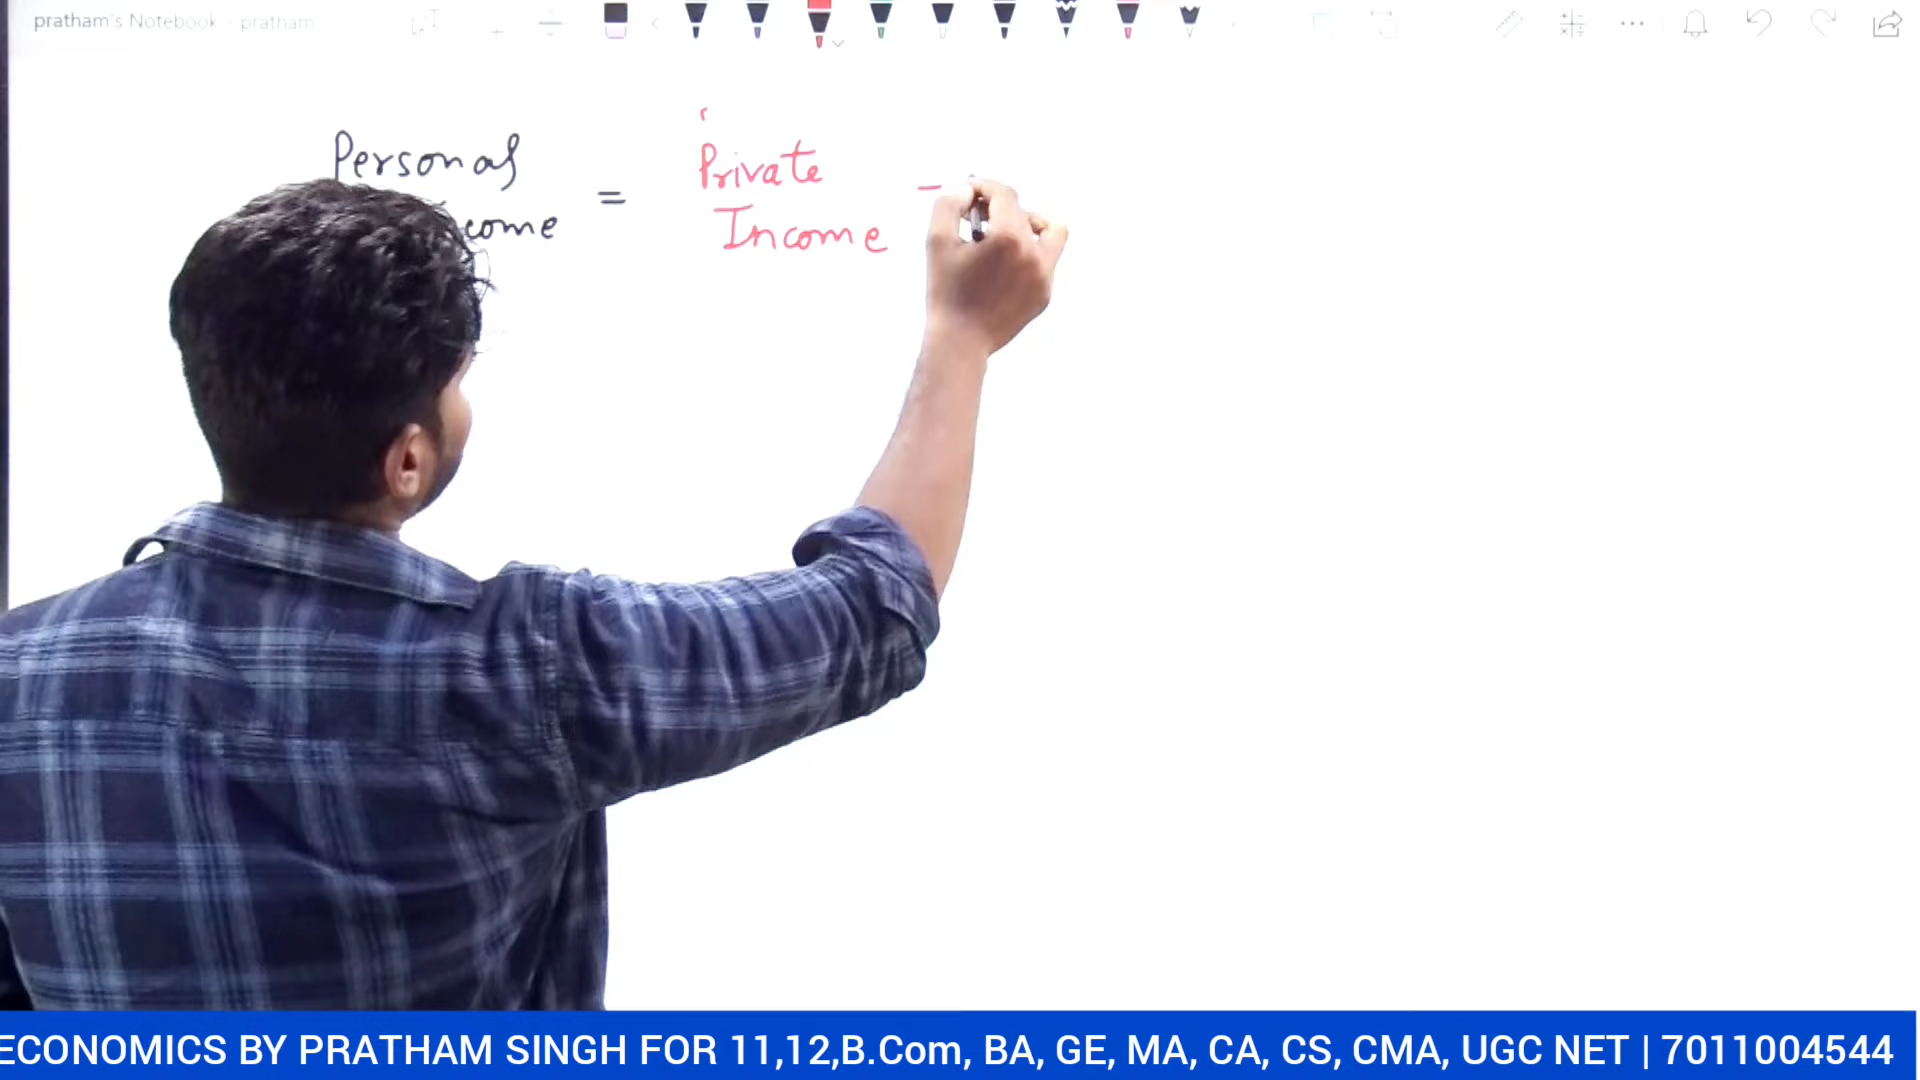 pratham's Notebook > pratham
Personal
come
=
Private
Income
-
ECONOMICS BY PRATHAM SINGH FOR 11,12,B.Com, BA, GE, MA, CA, CS, CMA, UGC NET | 7011004544